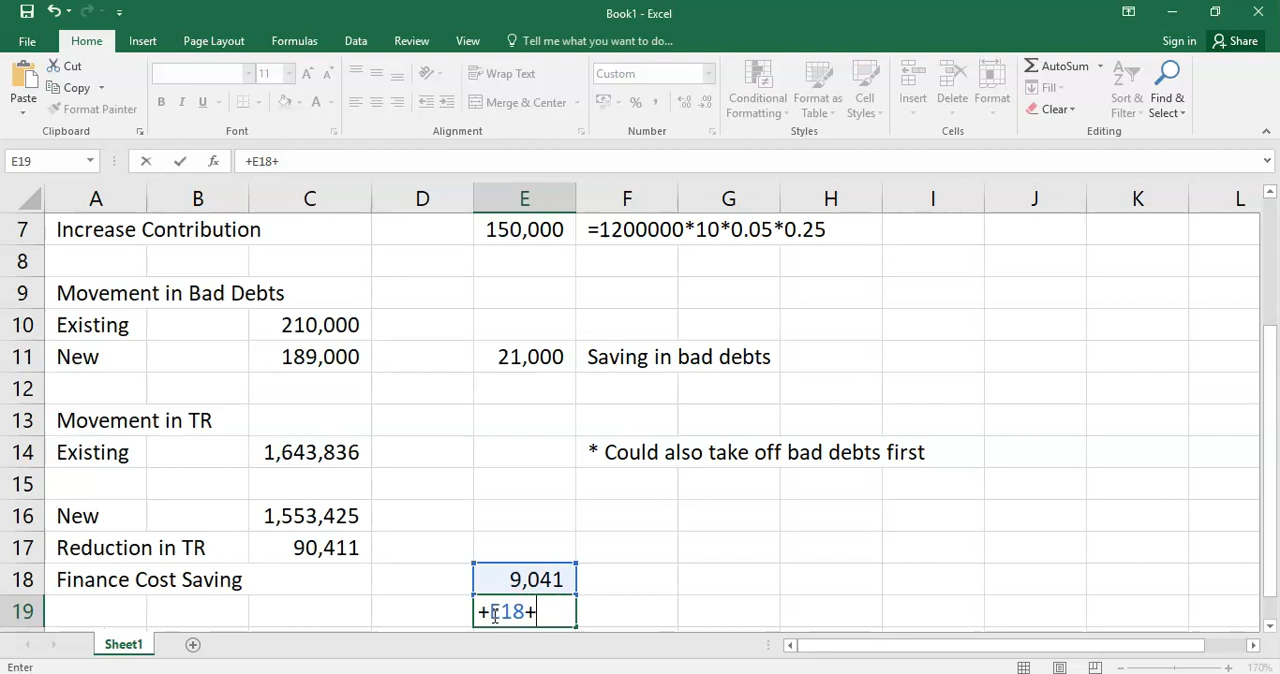 Book1 - Excel
File Home Insert Page Layout Formulas Data Review View Tell me what you want to do... Sign in Share
Paste Cut Copy Format Painter
11
B I U A
Wrap Text
Merge & Center
Custom
%
Conditional Formatting
Format as Table
Cell Styles
Insert Delete Format
AutoSum
Fill
Clear
Sort & Filter
Find & Select
Clipboard Font Alignment Number Styles Cells Editing
E19 fx +E18+
A B C D E F G H I J K L
7 Increase Contribution 150,000 =1200000*10*0.05*0.25
8
9 Movement in Bad Debts
10 Existing 210,000
11 New 189,000 21,000 Saving in bad debts
12
13 Movement in TR
14 Existing 1,643,836 * Could also take off bad debts first
15
16 New 1,553,425
17 Reduction in TR 90,411
18 Finance Cost Saving 9,041
19 +E18+
Sheet1
Enter 170%